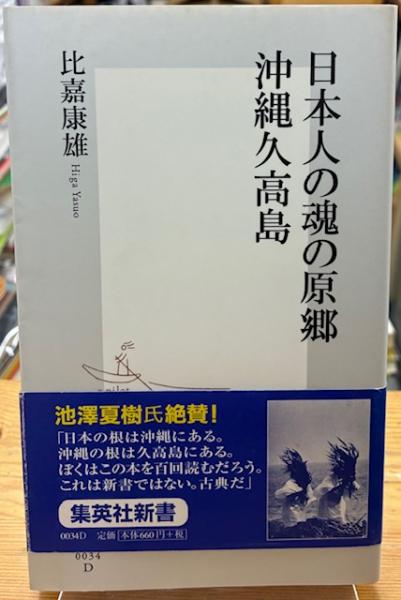 日本人の魂の原郷
沖縄久高島
比嘉康雄
Higa Yasuo
池澤夏樹氏絶賛！
「日本の根は沖縄にある。
沖縄の根は久高島にある。
ぼくはこの本を百回読むだろう。
これは新書ではない。古典だ」
集英社新書
0034D 定価 本体660円+税
0034
D